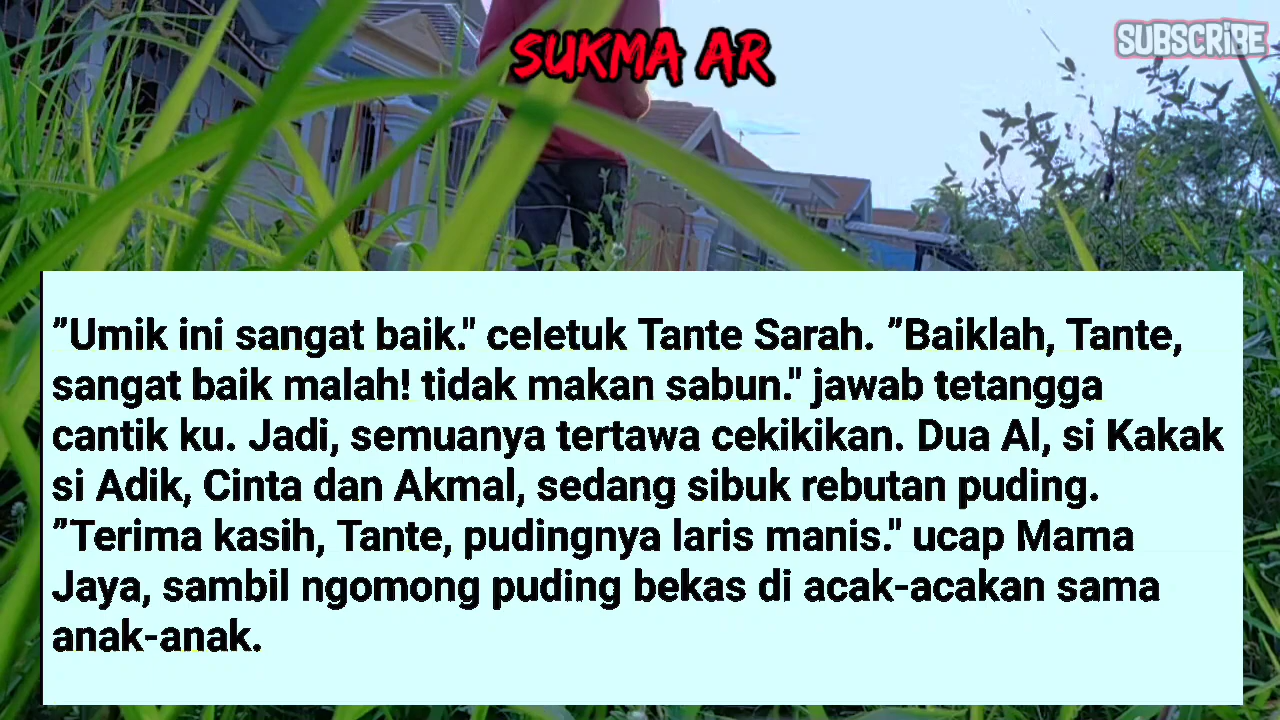 SUKMA AR
SUBSCRIBE
”Umik ini sangat baik." celetuk Tante Sarah. ”Baiklah, Tante,
sangat baik malah! tidak makan sabun." jawab tetangga
cantik ku. Jadi, semuanya tertawa cekikikan. Dua Al, si Kakak
si Adik, Cinta dan Akmal, sedang sibuk rebutan puding.
”Terima kasih, Tante, pudingnya laris manis." ucap Mama
Jaya, sambil ngomong puding bekas di acak-acakan sama
anak-anak.